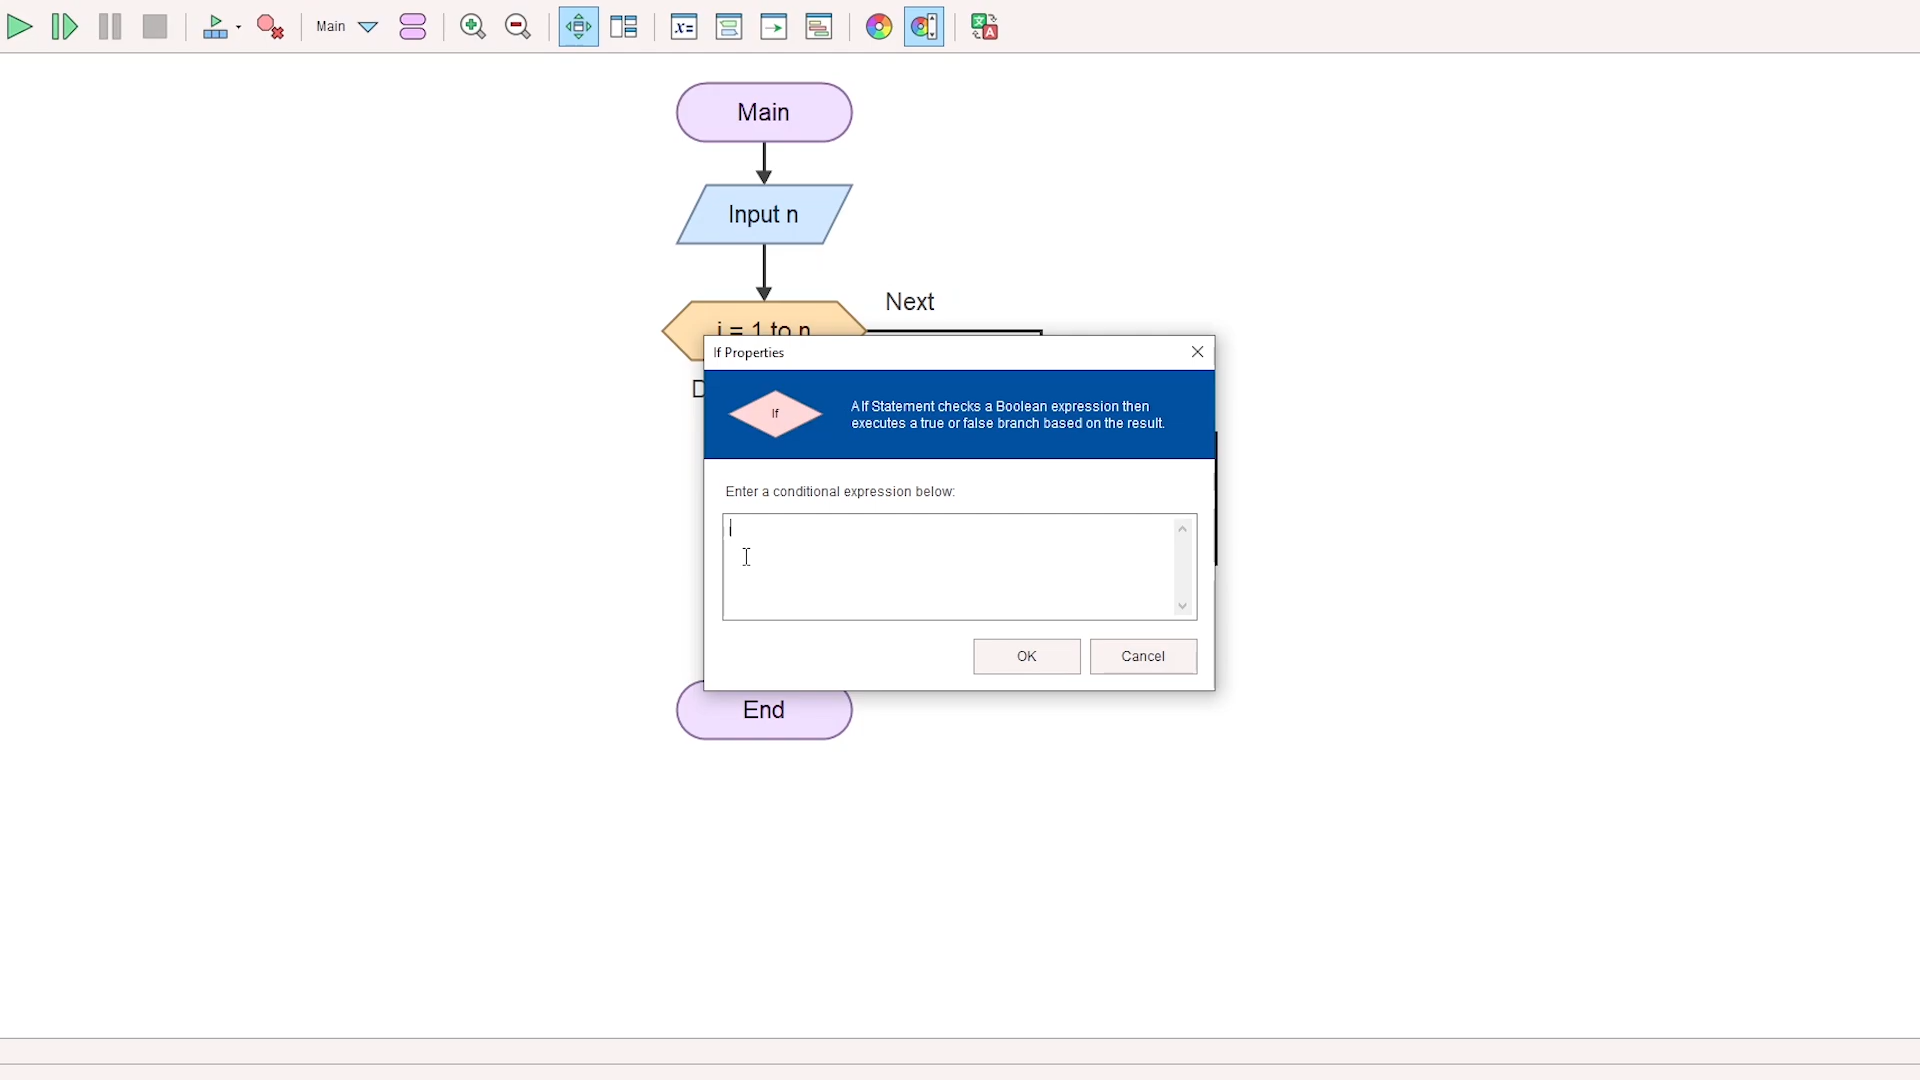 Main
x=
A
Main
Input n
Next
i = 1 to n
D
If Properties
If
A If Statement checks a Boolean expression then
executes a true or false branch based on the result.
Enter a conditional expression below:
i
OK
Cancel
End